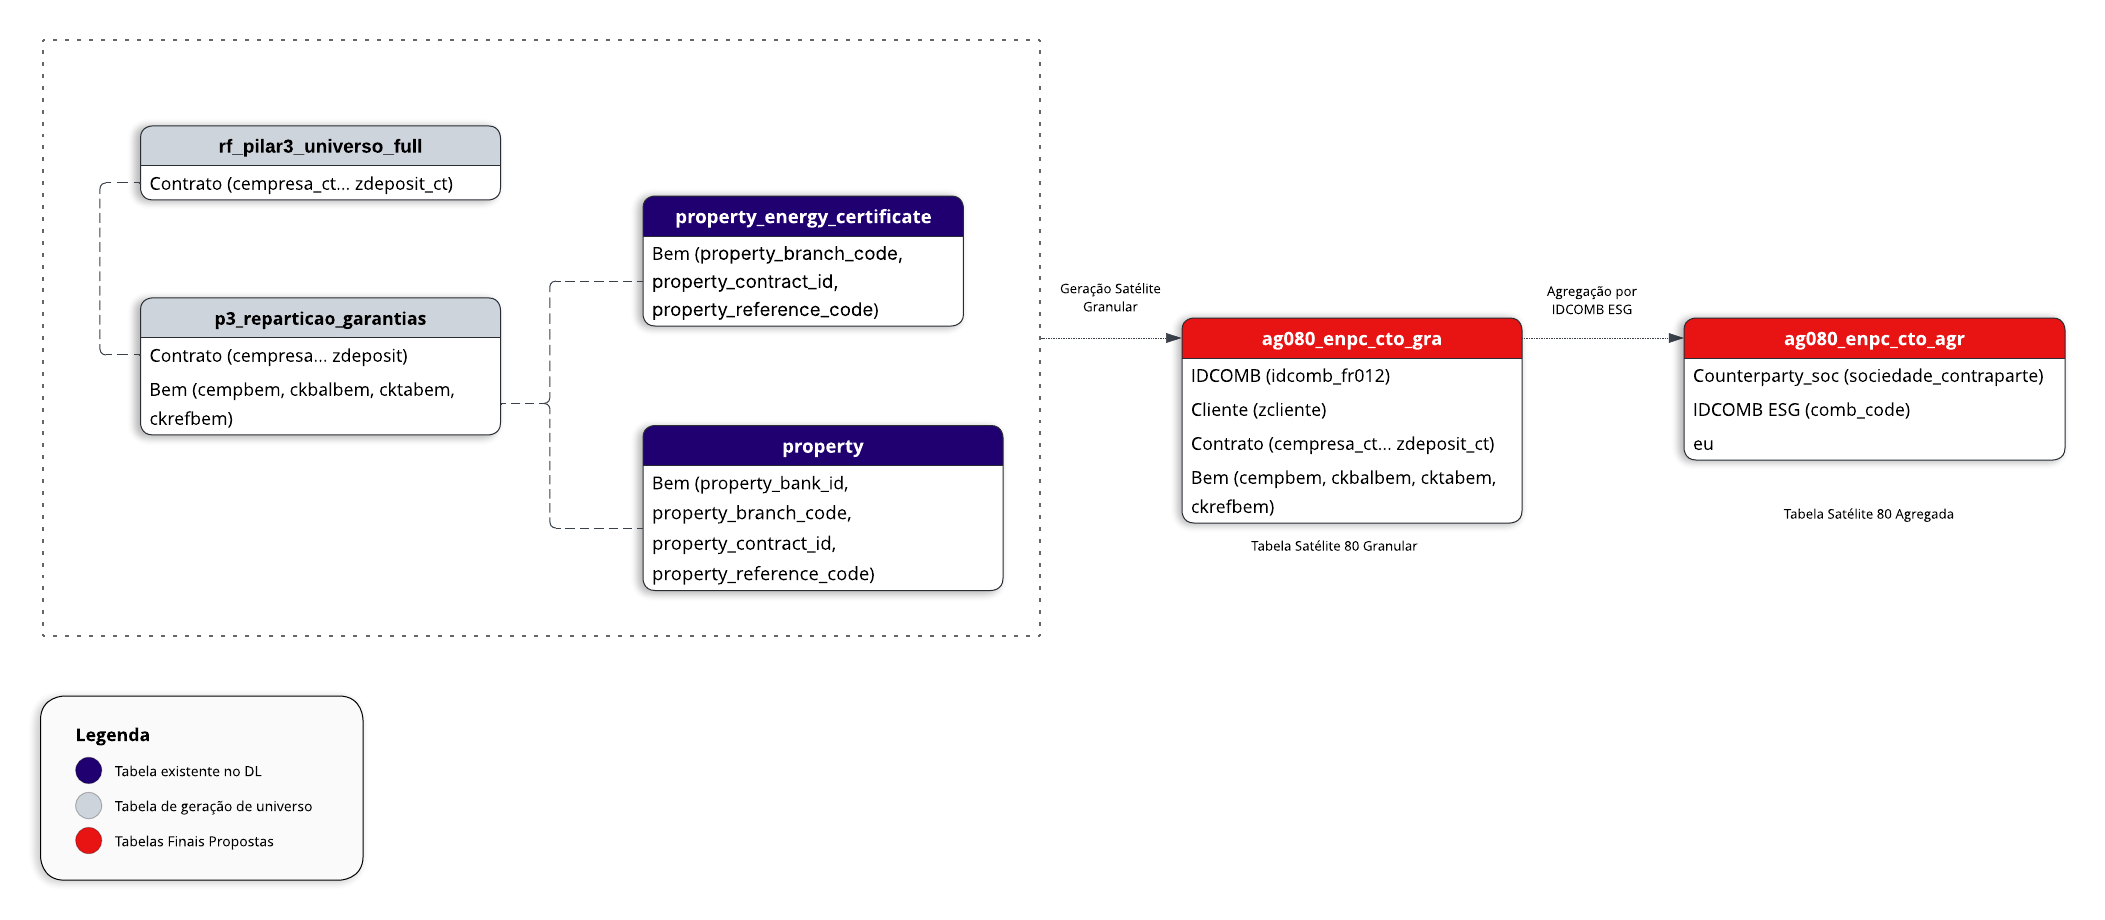 rf_pilar3_universo_full
Contrato (cempresa_ct... zdeposit_ct)
p3_reparticao_garantias
Contrato (cempresa... zdeposit)
Bem (cempbem, ckbalbem, cktabem,
ckrefbem)
property_energy_certificate
Bem (property_branch_code,
property_contract_id,
property_reference_code)
property
Bem (property_bank_id,
property_branch_code,
property_contract_id,
property_reference_code)
Geração Satélite
Granular
ag080_enpc_cto_gra
IDCOMB (idcomb_fr012)
Cliente (zcliente)
Contrato (cempresa_ct... zdeposit_ct)
Bem (cempbem, ckbalbem, cktabem,
ckrefbem)
Tabela Satélite 80 Granular
Agregação por
IDCOMB ESG
ag080_enpc_cto_agr
Counterparty_soc (sociedade_contraparte)
IDCOMB ESG (comb_code)
eu
Tabela Satélite 80 Agregada
Legenda
Tabela existente no DL
Tabela de geração de universo
Tabelas Finais Propostas